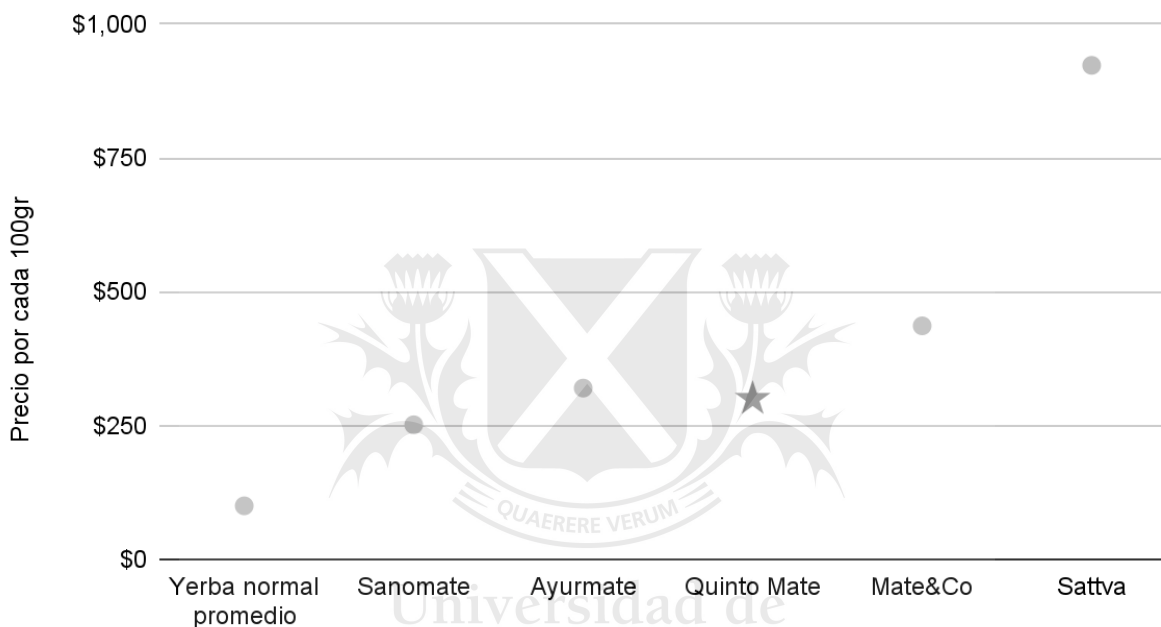 $1,000
$750
$500
$250
$0
Precio por cada 100gr
QUAERERE VERUM
Yerba normal promedio
Sanomate
Ayurmate
Quinto Mate
Mate&Co
Sattva
Universidad de